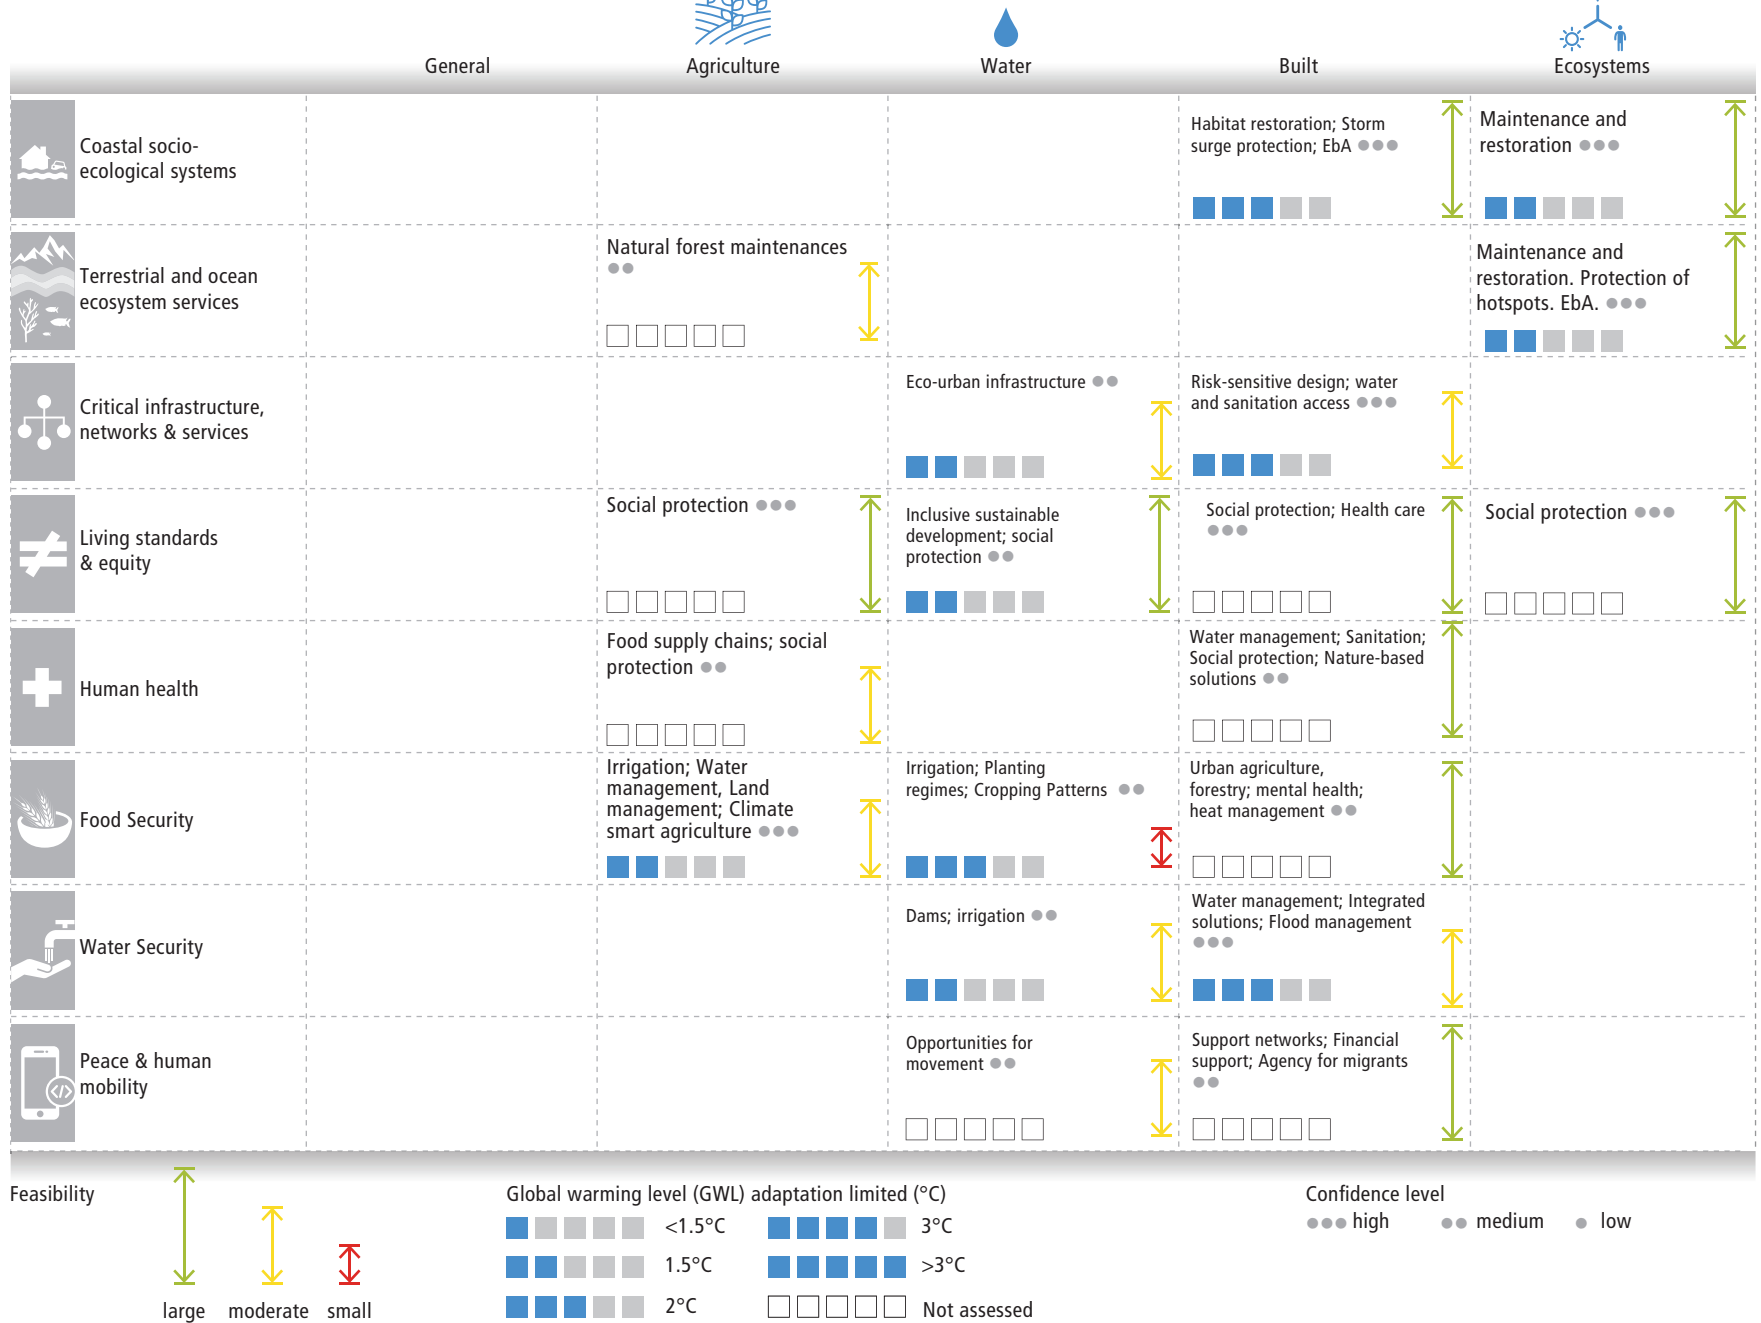 General
Agriculture
Water
Built
Ecosystems
Coastal socio-
ecological systems
Habitat restoration; Storm
surge protection; EbA
Maintenance and
restoration
Terrestrial and ocean
ecosystem services
Natural forest maintenances
Maintenance and
restoration. Protection of
hotspots. EbA.
Critical infrastructure,
networks & services
Eco-urban infrastructure
Risk-sensitive design; water
and sanitation access
Living standards
& equity
Social protection
Inclusive sustainable
development; social
protection
Social protection; Health care
Social protection
Human health
Food supply chains; social
protection
Water management; Sanitation;
Social protection; Nature-based
solutions
Food Security
Irrigation; Water
management, Land
management; Climate
smart agriculture
Irrigation; Planting
regimes; Cropping Patterns
Urban agriculture,
forestry; mental health;
heat management
Water Security
Dams; irrigation
Water management; Integrated
solutions; Flood management
Peace & human
mobility
</>
Opportunities for
movement
Support networks; Financial
support; Agency for migrants
Feasibility
large
moderate
small
Global warming level (GWL) adaptation limited (°C)
<1.5°C
1.5°C
2°C
3°C
>3°C
Not assessed
Confidence level
high
medium
low